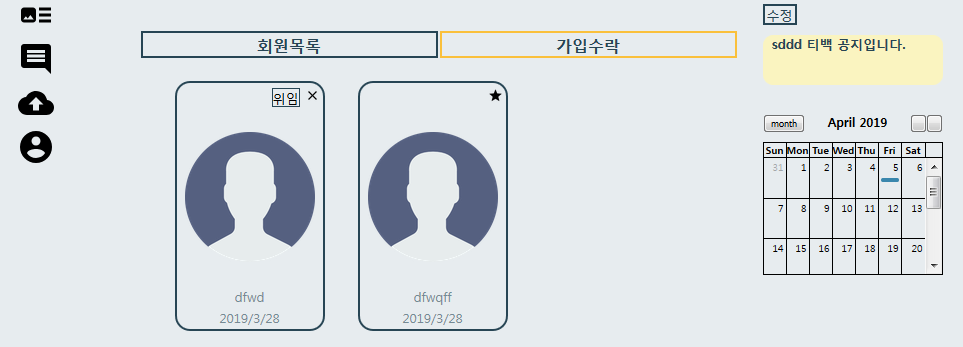 회원목록 가입수락
위임
dfwd
2019/3/28
dfwqff
2019/3/28
수정
sddd 티백 공지입니다.
month April 2019
Sun Mon Tue Wed Thu Fri Sat
31 1 2 3 4 5 6
7 8 9 10 11 12 13
14 15 16 17 18 19 20